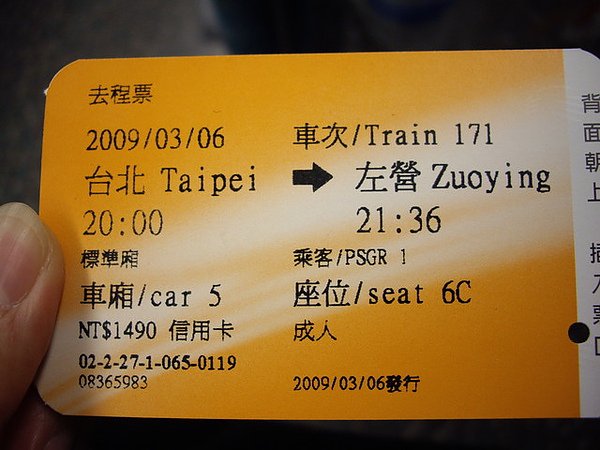 去程票
2009/03/06 車次/Train 171
台北 Taipei ➡ 左營 Zuoying
20:00 21:36
標準廂 乘客/PSGR 1
車廂/car 5 座位/seat 6C
NT$1490 信用卡 成人
02-2-27-1-065-0119
08365983 2009/03/06發行
背面朝上